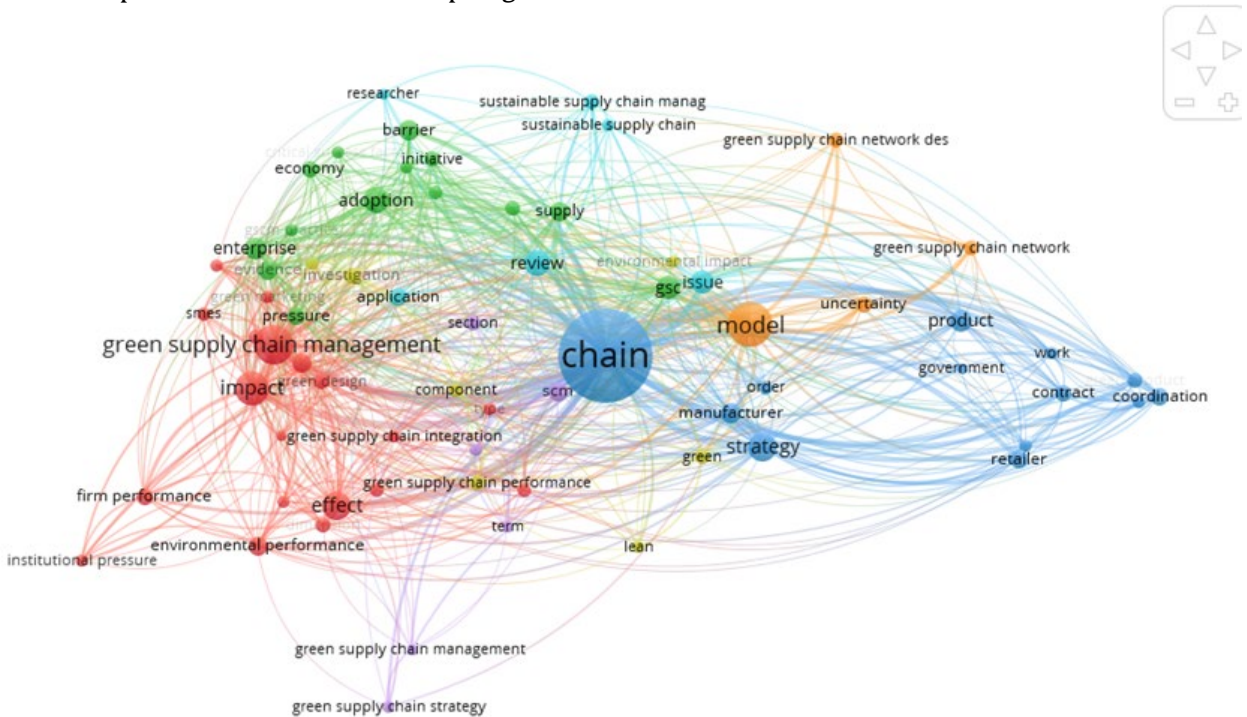 researcher
sustainable supply chain manag
barrier
sustainable supply chain
green supply chain network des
initiative
economy
adoption
supply
enterprise
green supply chain network
evidence
investigation
review
environmental impact
gsc
issue
application
green marketing
uncertainty
smes
pressure
section
model
product
green supply chain management
chain
work
impact
green design
component
scm
order
government
contract
coordination
type
manufacturer
green supply chain integration
strategy
green
retailer
firm performance
green supply chain performance
effect
term
environmental performance
lean
institutional pressure
green supply chain management
green supply chain strategy